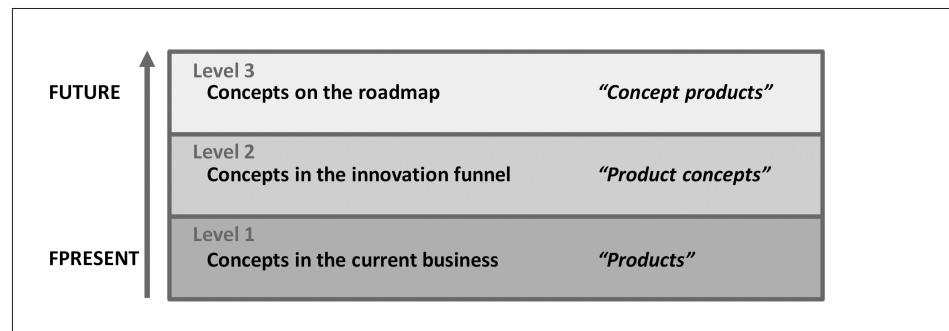 Level 3
FUTURE Concepts on the roadmap “Concept products”
Level 2
Concepts in the innovation funnel “Product concepts”
Level 1
FPRESENT Concepts in the current business “Products”